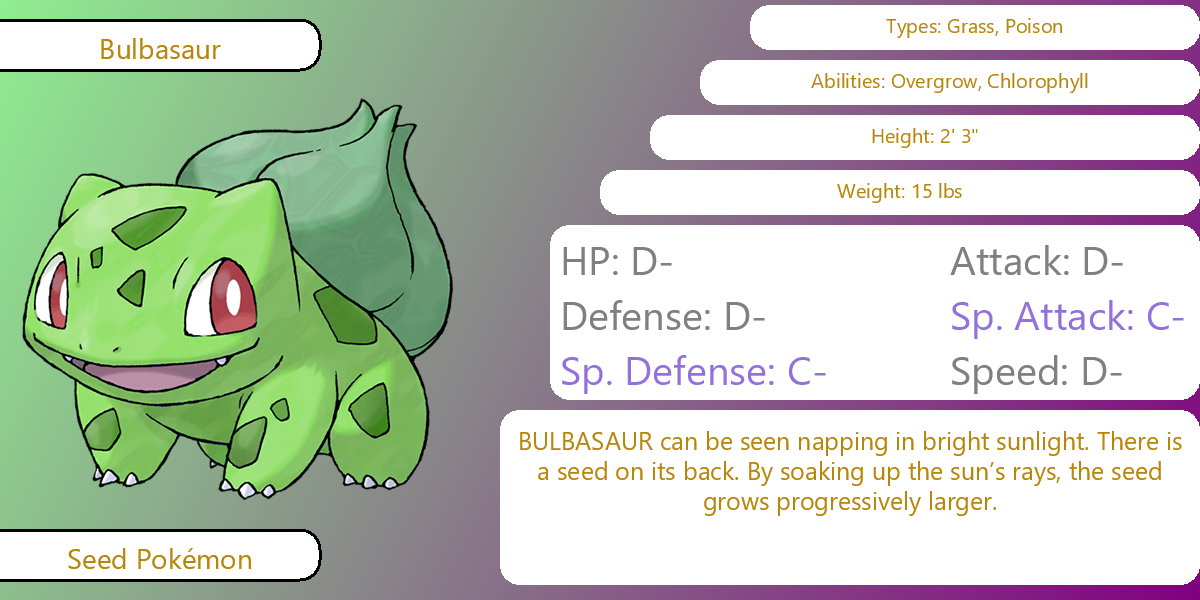 Bulbasaur
Types: Grass, Poison
Abilities: Overgrow, Chlorophyll
Height: 2' 3"
Weight: 15 lbs
HP: D-
Attack: D-
Defense: D-
Sp. Attack: C-
Sp. Defense: C-
Speed: D-
BULBASAUR can be seen napping in bright sunlight. There is
a seed on its back. By soaking up the sun’s rays, the seed
grows progressively larger.
Seed Pokémon